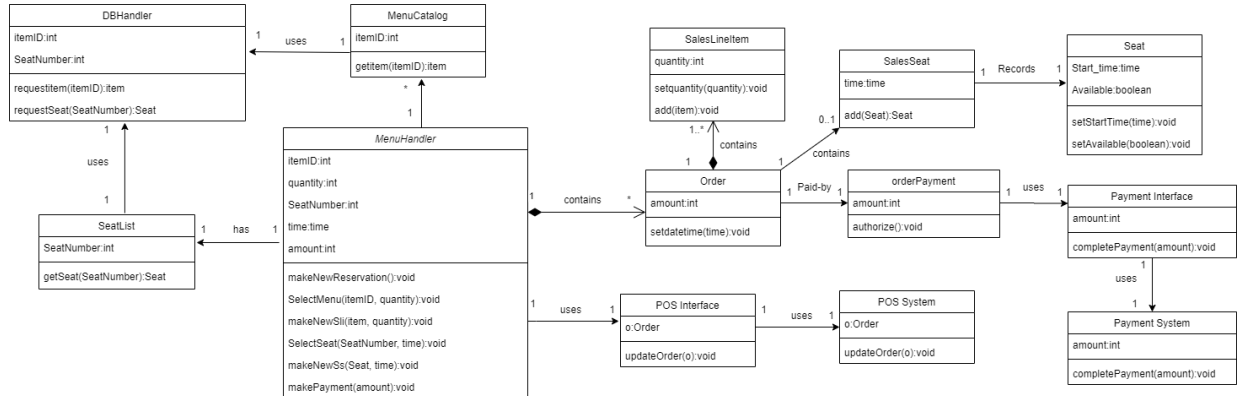 DBHandler
itemID:int
SeatNumber:int
requestitem(itemID):item
requestSeat(SeatNumber):Seat
1
uses
1
MenuCatalog
itemID:int
getitem(itemID):item
*
1
1
uses
1
SeatList
SeatNumber:int
getSeat(SeatNumber):Seat
1
has
1
MenuHandler
itemID:int
quantity:int
SeatNumber:int
time:time
amount:int
makeNewReservation():void
SelectMenu(itemID, quantity):void
makeNewSli(item, quantity):void
SelectSeat(SeatNumber, time):void
makeNewSs(Seat, time):void
makePayment(amount):void
1
contains
*
1
uses
1
SalesLineItem
quantity:int
setquantity(quantity):void
add(item):void
1..*
contains
1
Order
amount:int
setdatetime(time):void
1
contains
0..1
SalesSeat
time:time
add(Seat):Seat
1
Records
1
Seat
Start_time:time
Available:boolean
setStartTime(time):void
setAvailable(boolean):void
1
Paid-by
1
orderPayment
amount:int
authorize():void
1
uses
1
Payment Interface
amount:int
completePayment(amount):void
1
uses
1
Payment System
amount:int
completePayment(amount):void
POS Interface
o:Order
updateOrder(o):void
1
uses
1
POS System
o:Order
updateOrder(o):void